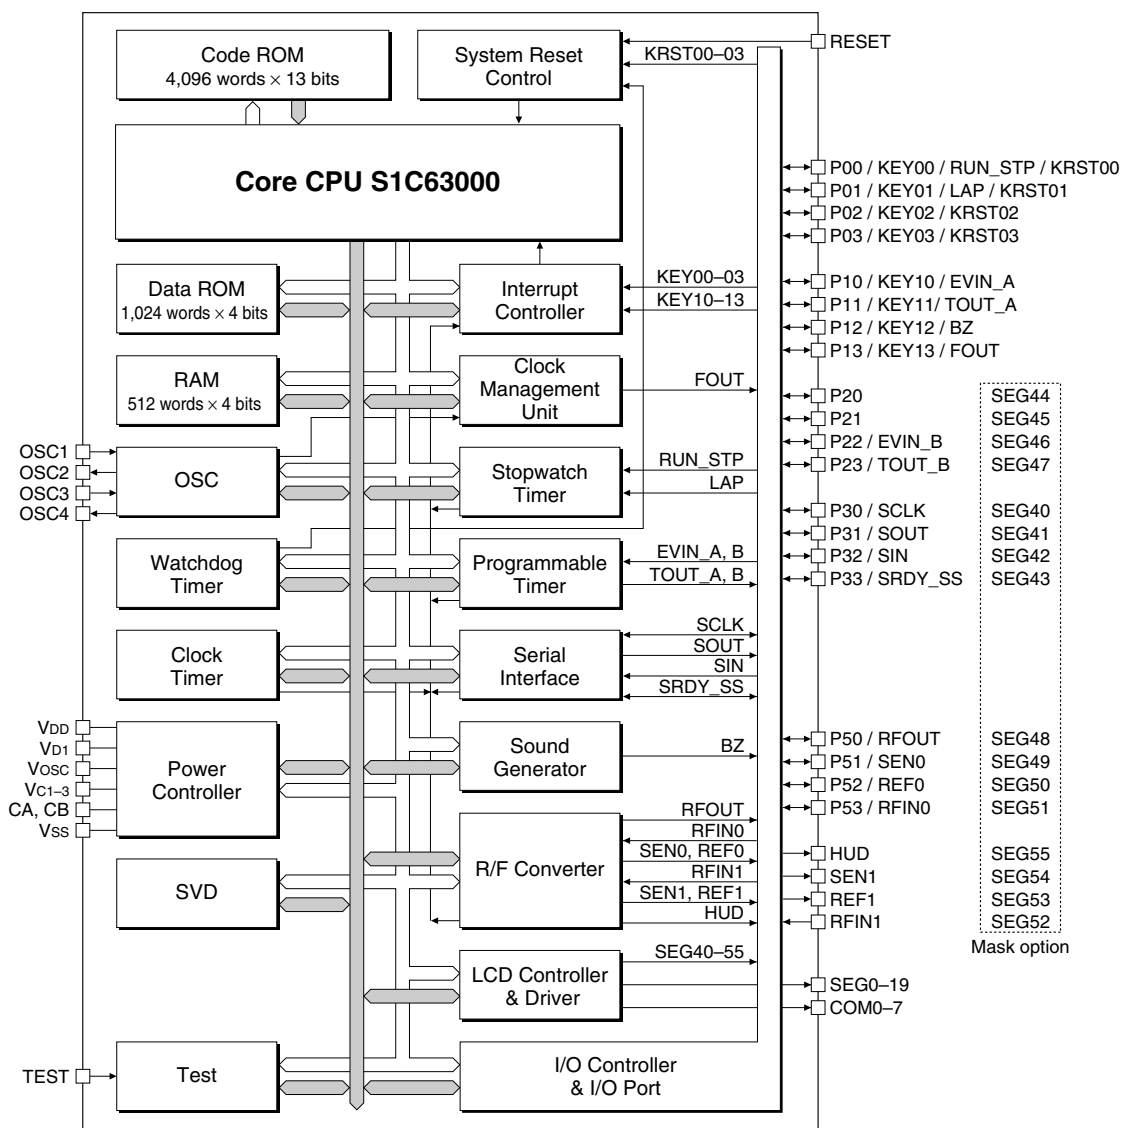 Code ROM
4,096 words × 13 bits
System Reset
Control
KRST00–03
RESET
Core CPU S1C63000
P00 / KEY00 / RUN_STP / KRST00
P01 / KEY01 / LAP / KRST01
P02 / KEY02 / KRST02
P03 / KEY03 / KRST03
Data ROM
1,024 words × 4 bits
Interrupt
Controller
KEY00–03
KEY10–13
P10 / KEY10 / EVIN_A
P11 / KEY11/ TOUT_A
P12 / KEY12 / BZ
P13 / KEY13 / FOUT
RAM
512 words × 4 bits
Clock
Management
Unit
FOUT
P20 SEG44
P21 SEG45
P22 / EVIN_B SEG46
P23 / TOUT_B SEG47
OSC1
OSC2
OSC3
OSC4
OSC
Stopwatch
Timer
RUN_STP
LAP
P30 / SCLK SEG40
P31 / SOUT SEG41
P32 / SIN SEG42
P33 / SRDY_SS SEG43
Watchdog
Timer
Programmable
Timer
EVIN_A, B
TOUT_A, B
Clock
Timer
Serial
Interface
SCLK
SOUT
SIN
SRDY_SS
VDD
VD1
VOSC
VC1–3
CA, CB
VSS
Power
Controller
Sound
Generator
BZ
P50 / RFOUT SEG48
P51 / SEN0 SEG49
P52 / REF0 SEG50
P53 / RFIN0 SEG51
SVD
R/F Converter
RFOUT
RFIN0
SEN0, REF0
RFIN1
SEN1, REF1
HUD
HUD SEG55
SEN1 SEG54
REF1 SEG53
RFIN1 SEG52
Mask option
LCD Controller
& Driver
SEG40–55
SEG0–19
COM0–7
TEST
Test
I/O Controller
& I/O Port